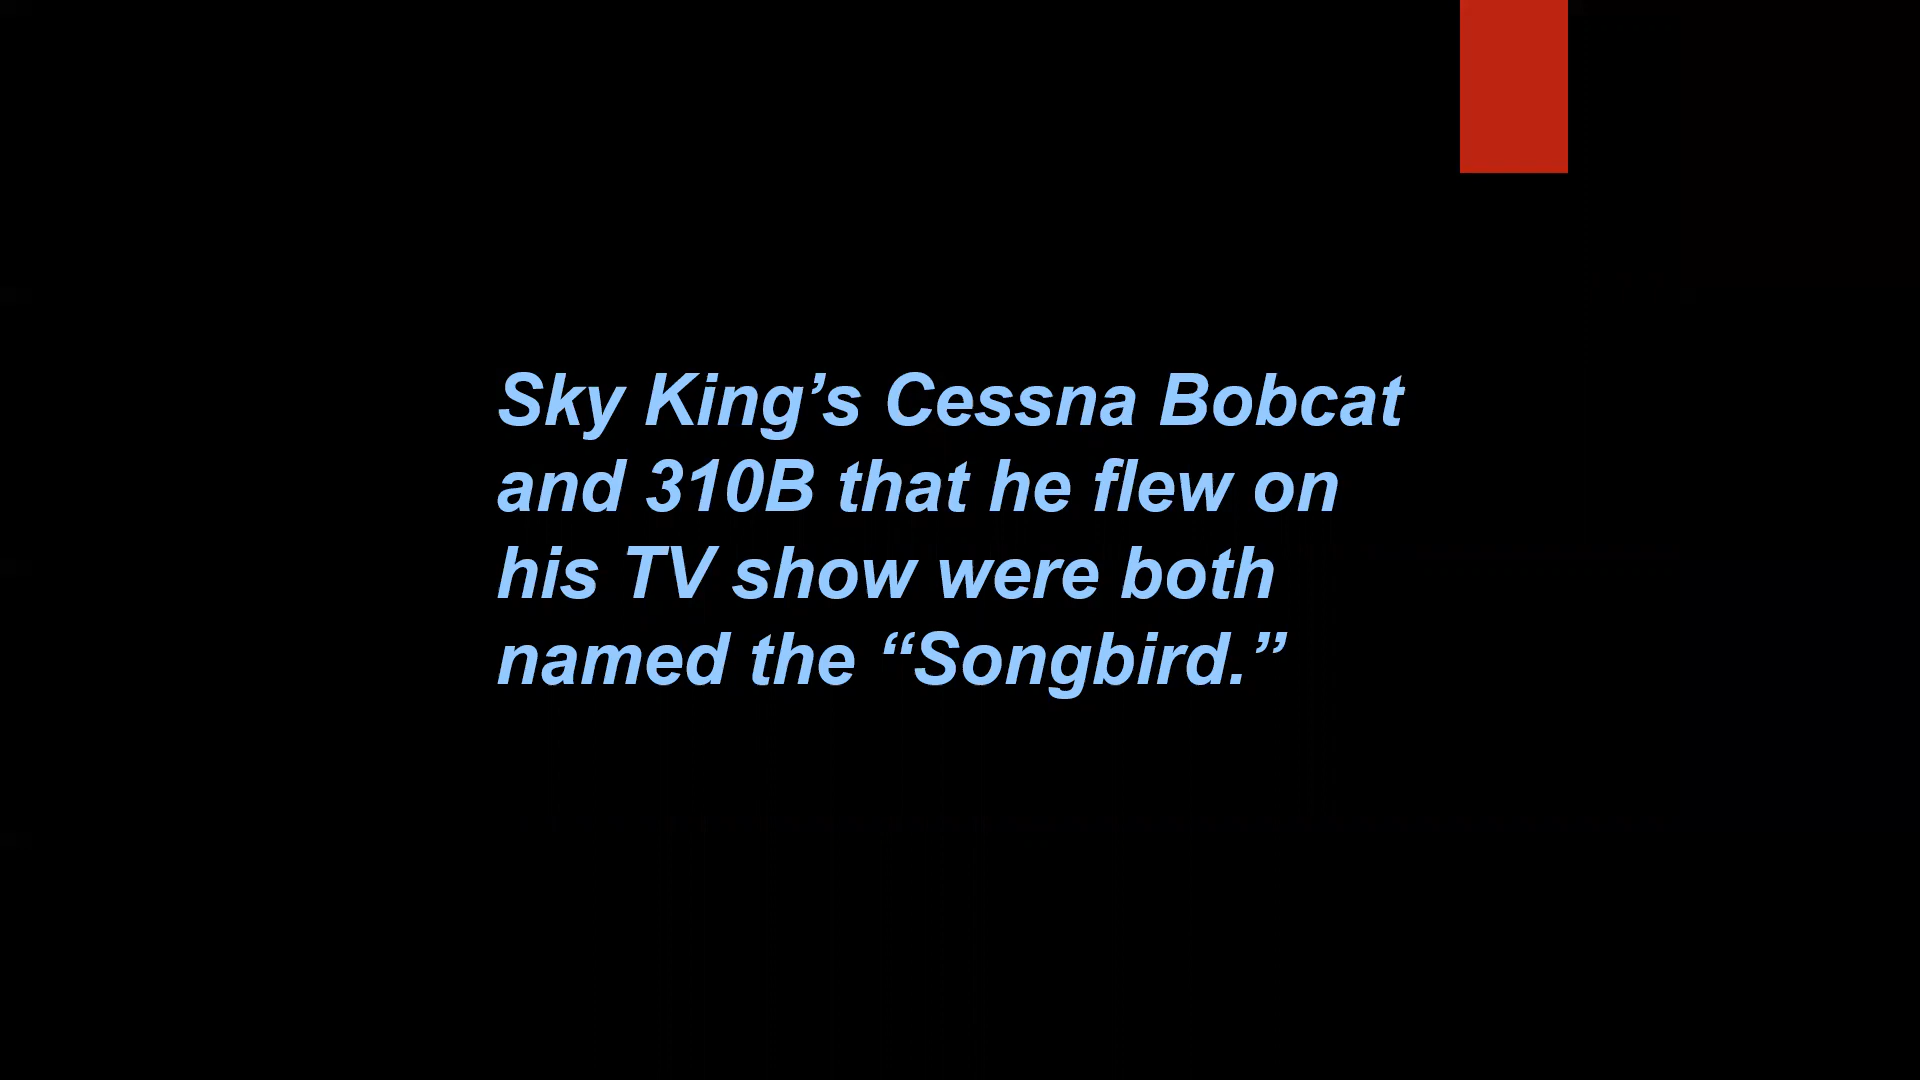 Sky King’s Cessna Bobcat
and 310B that he flew on
his TV show were both
named the “Songbird.”